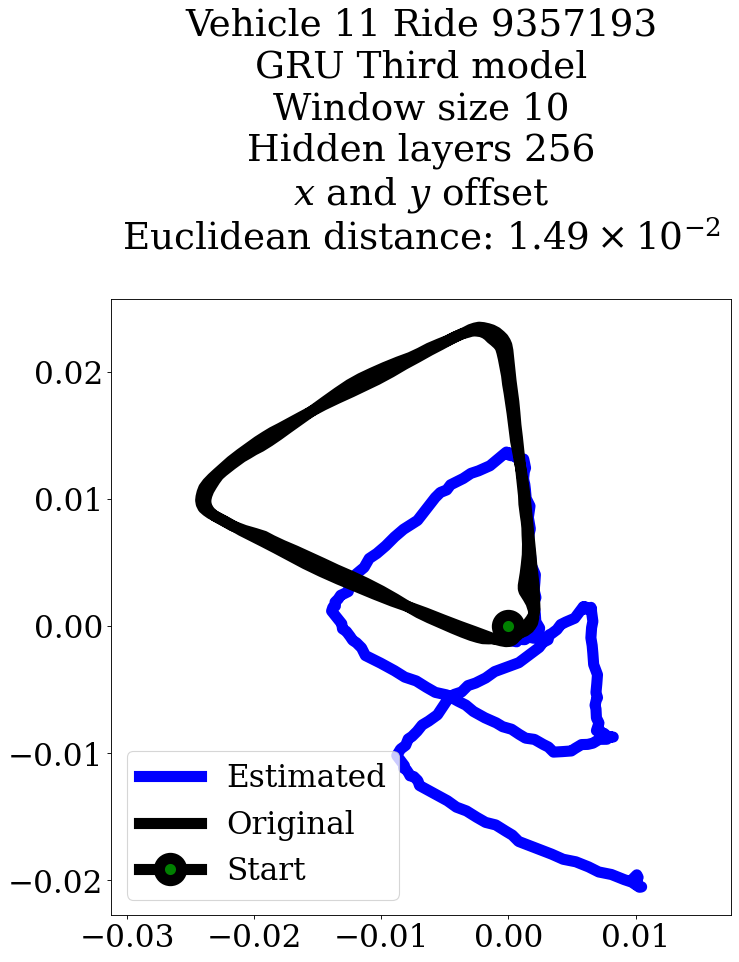 Vehicle 11 Ride 9357193
GRU Third model
Window size 10
Hidden layers 256
x and y offset
Euclidean distance: 1.49 × 10⁻²
0.02
0.01
0.00
−0.01
−0.02
Estimated
Original
Start
−0.03 −0.02 −0.01 0.00 0.01